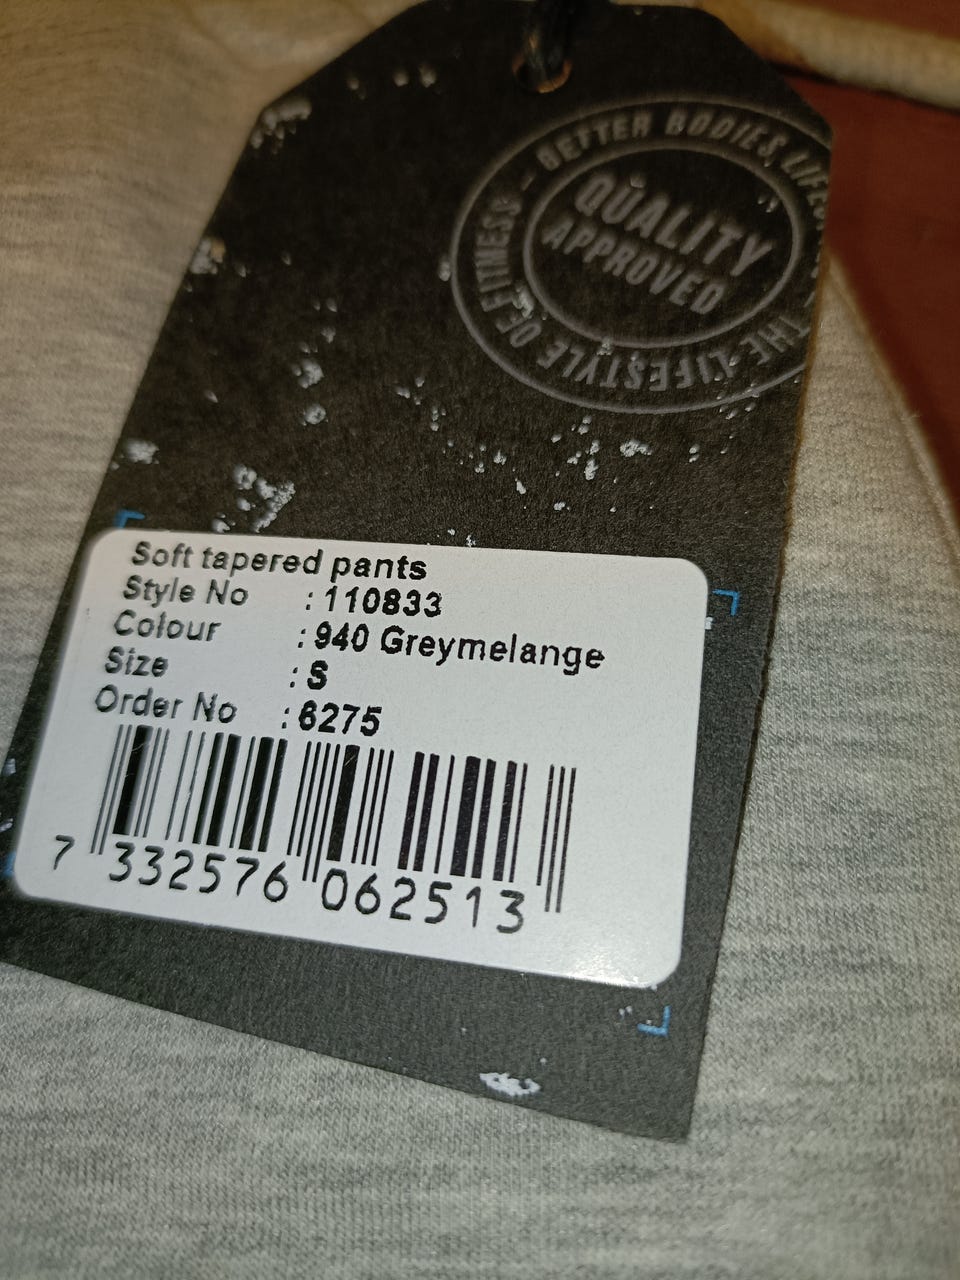 BETTER BODIES, LIFES
THE LIFESTYLE OF FITNESS -
QUALITY
APPROVED
Soft tapered pants
Style No : 110833
Colour : 940 Greymelange
Size : S
Order No : 6275
7 332576 062513